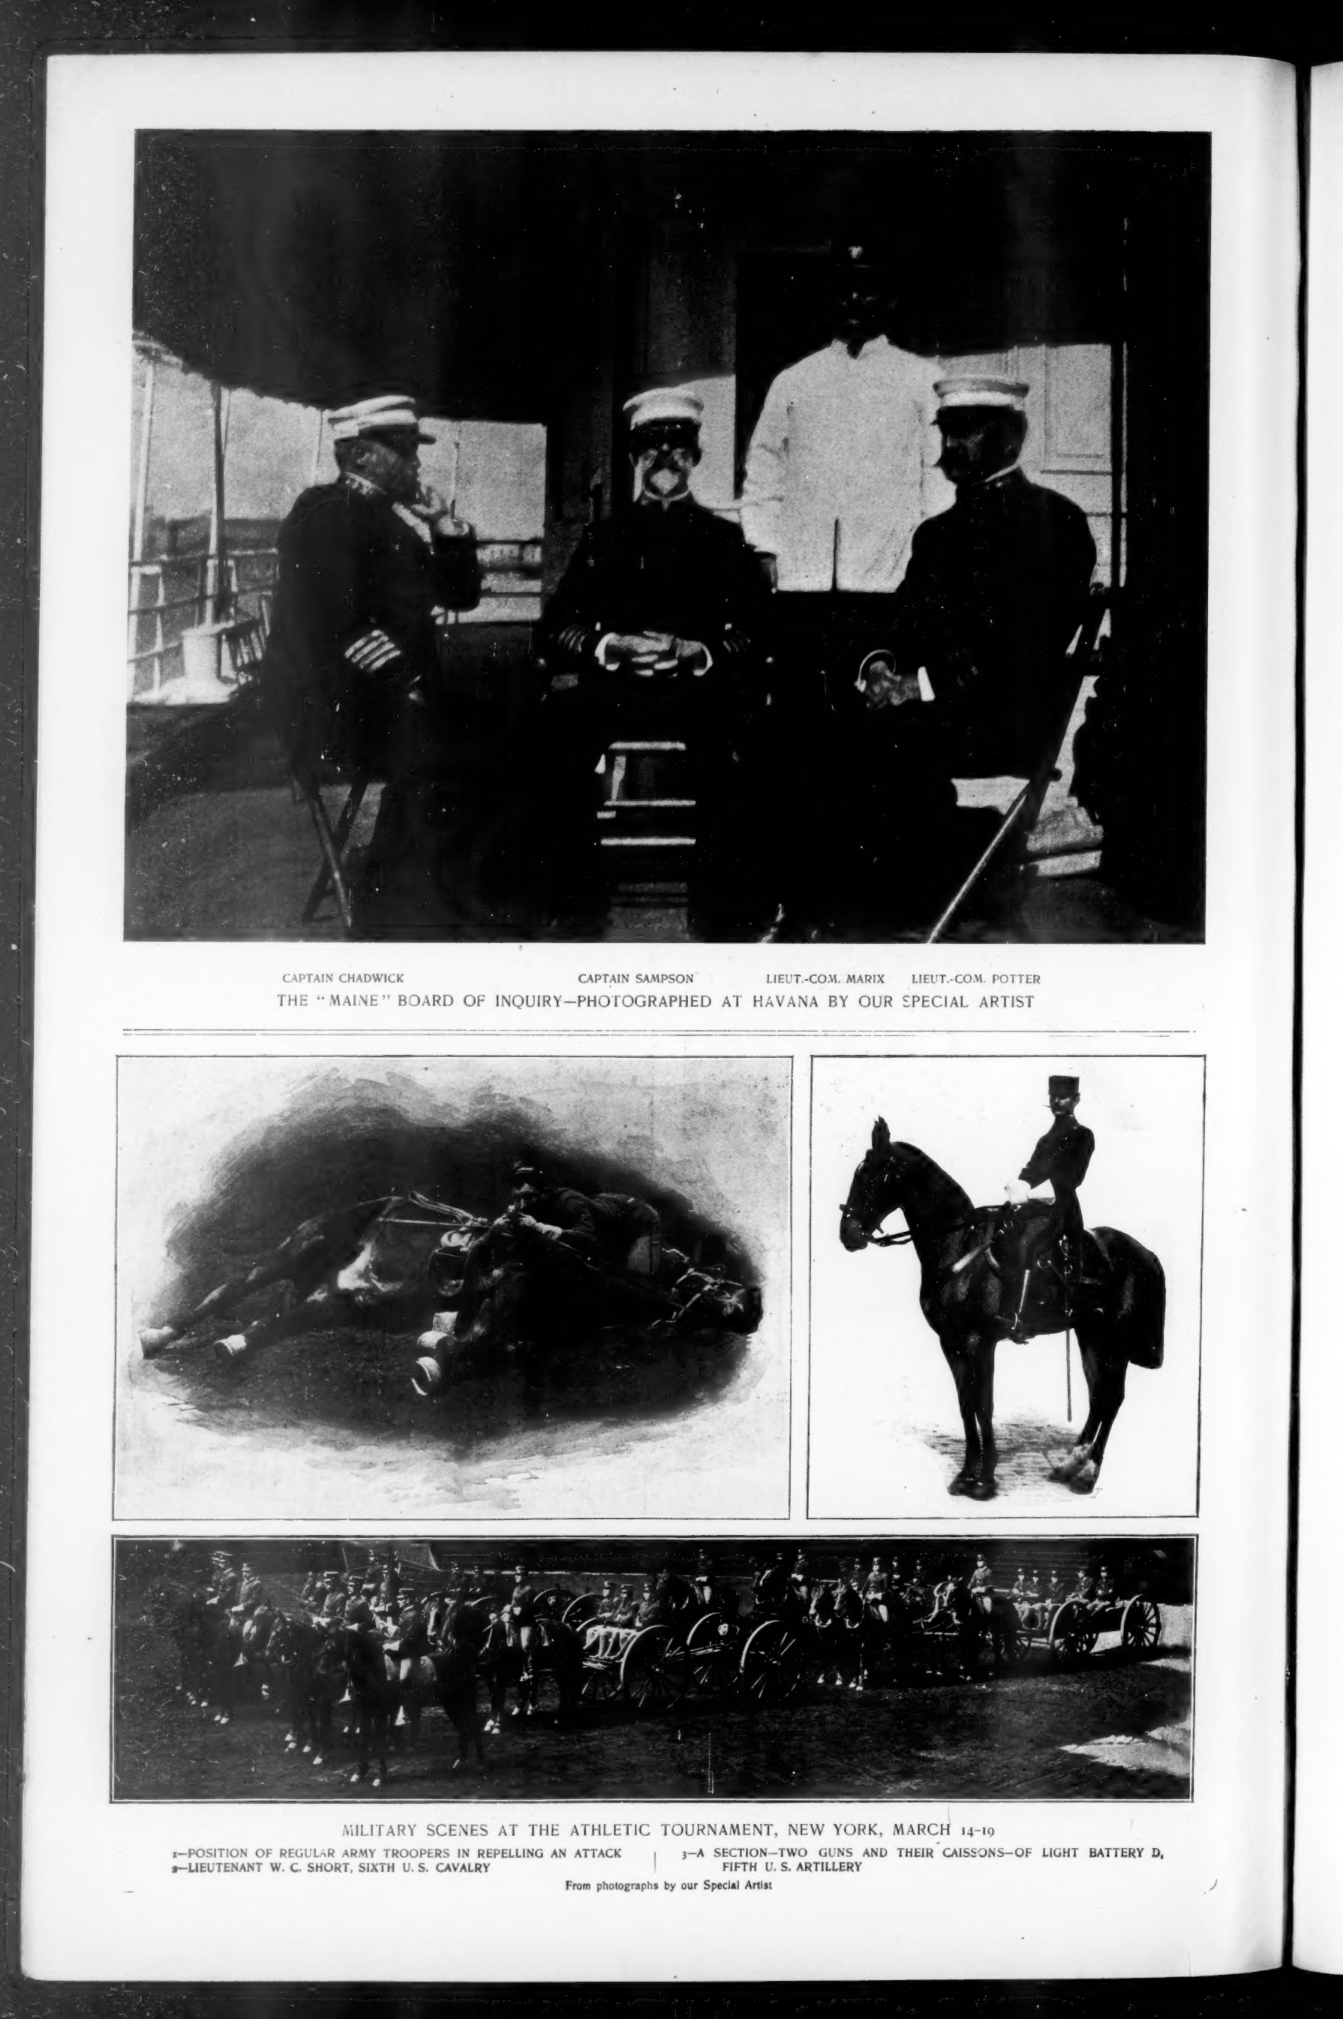 CAPTAIN CHADWICK CAPTAIN SAMPSON LIEUT.-COM. MARIX LIEUT.-COM. POTTER
THE “MAINE” BOARD OF INQUIRY—PHOTOGRAPHED AT HAVANA BY OUR SPECIAL ARTIST
MILITARY SCENES AT THE ATHLETIC TOURNAMENT, NEW YORK, MARCH 14-19
1—POSITION OF REGULAR ARMY TROOPERS IN REPELLING AN ATTACK
2—LIEUTENANT W. C. SHORT, SIXTH U. S. CAVALRY
3—A SECTION—TWO GUNS AND THEIR CAISSONS—OF LIGHT BATTERY D,
FIFTH U. S. ARTILLERY
From photographs by our Special Artist